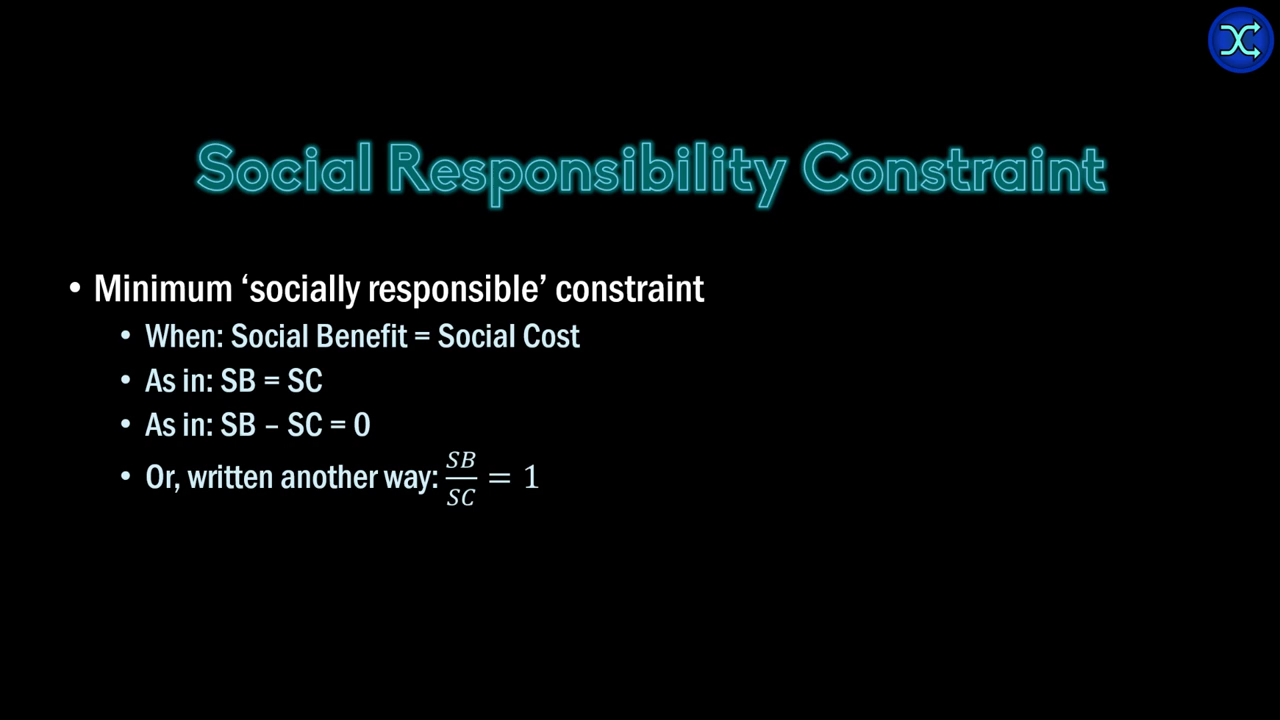 Social Responsibility Constraint
• Minimum ‘socially responsible’ constraint
• When: Social Benefit = Social Cost
• As in: SB = SC
• As in: SB – SC = 0
• Or, written another way: SB/SC = 1